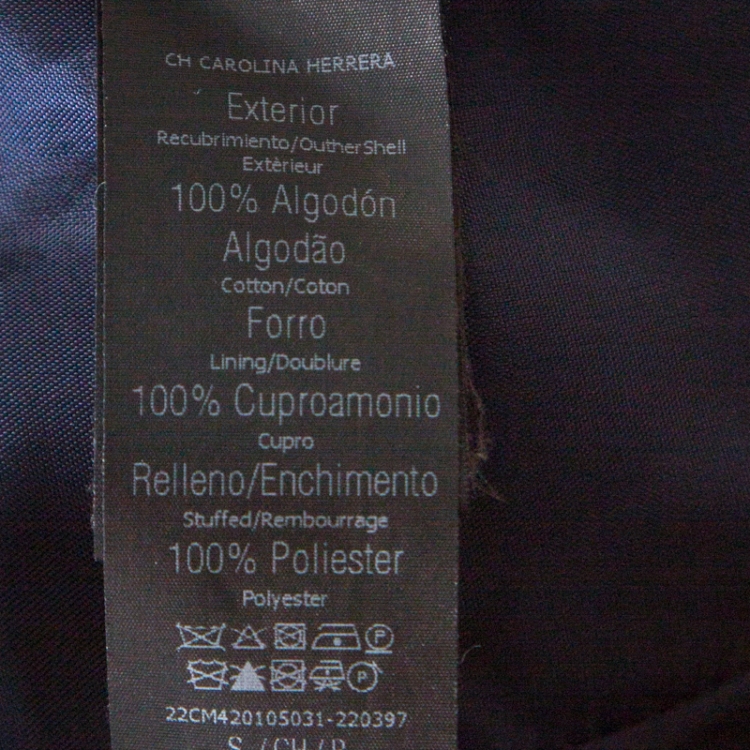 CH CAROLINA HERRERA
Exterior
Recubrimiento/OutherShell
Extèrieur
100% Algodón
Algodão
Cotton/Coton
Forro
Lining/Doublure
100% Cuproamonio
Cupro
Relleno/Enchimento
Stuffed/Rembourrage
100% Poliester
Polyester
P
P
22CM420105031-220397
S /CH/P